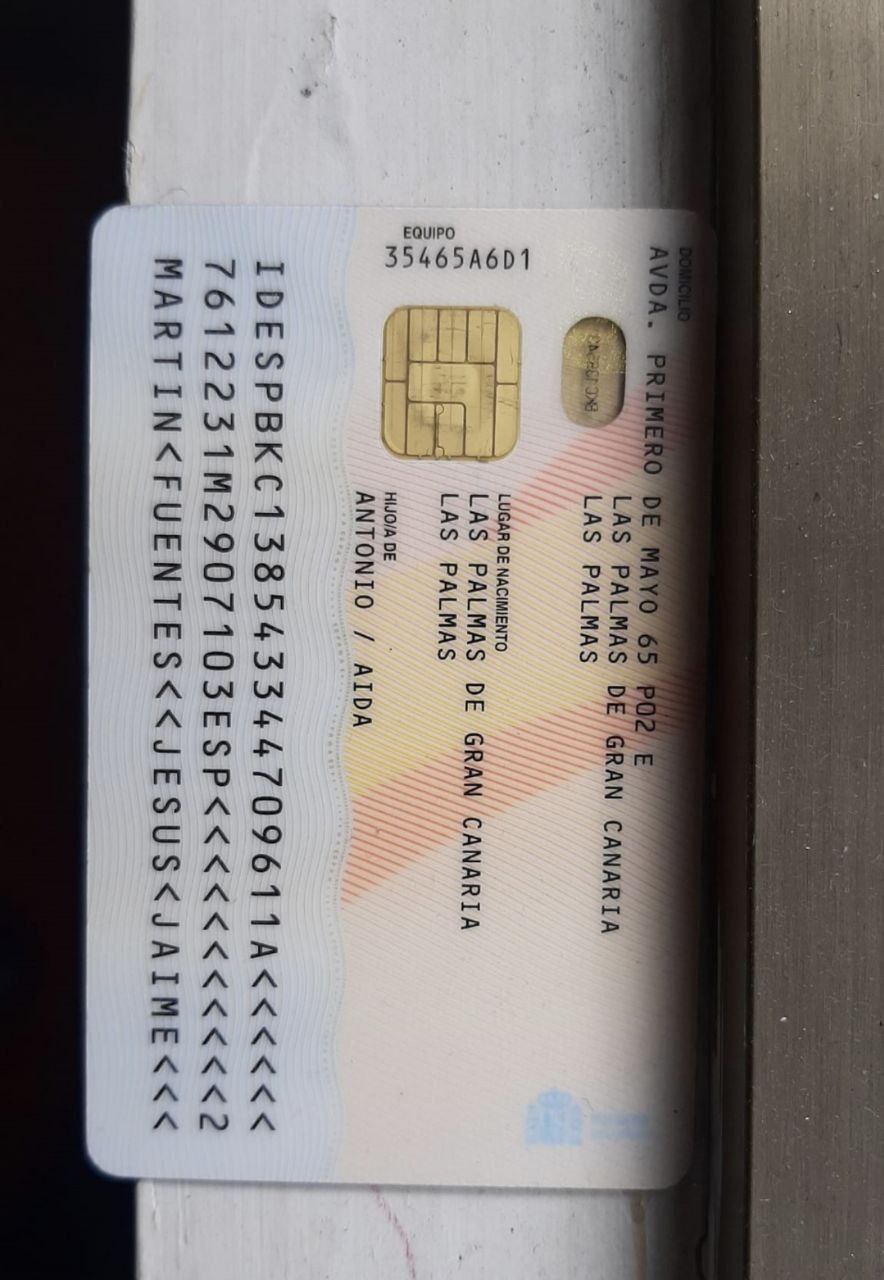 DOMICILIO
AVDA. PRIMERO DE MAYO 65 P02 E
LAS PALMAS DE GRAN CANARIA
LAS PALMAS
LUGAR DE NACIMIENTO
LAS PALMAS DE GRAN CANARIA
LAS PALMAS
HIJO/A DE
ANTONIO / AIDA
EQUIPO
35465A6D1
IDESPBKC138543344709611A<<<<<<
7612231M2907103ESP<<<<<<<<<<<2
MARTIN<FUENTES<<JESUS<JAIME<<<